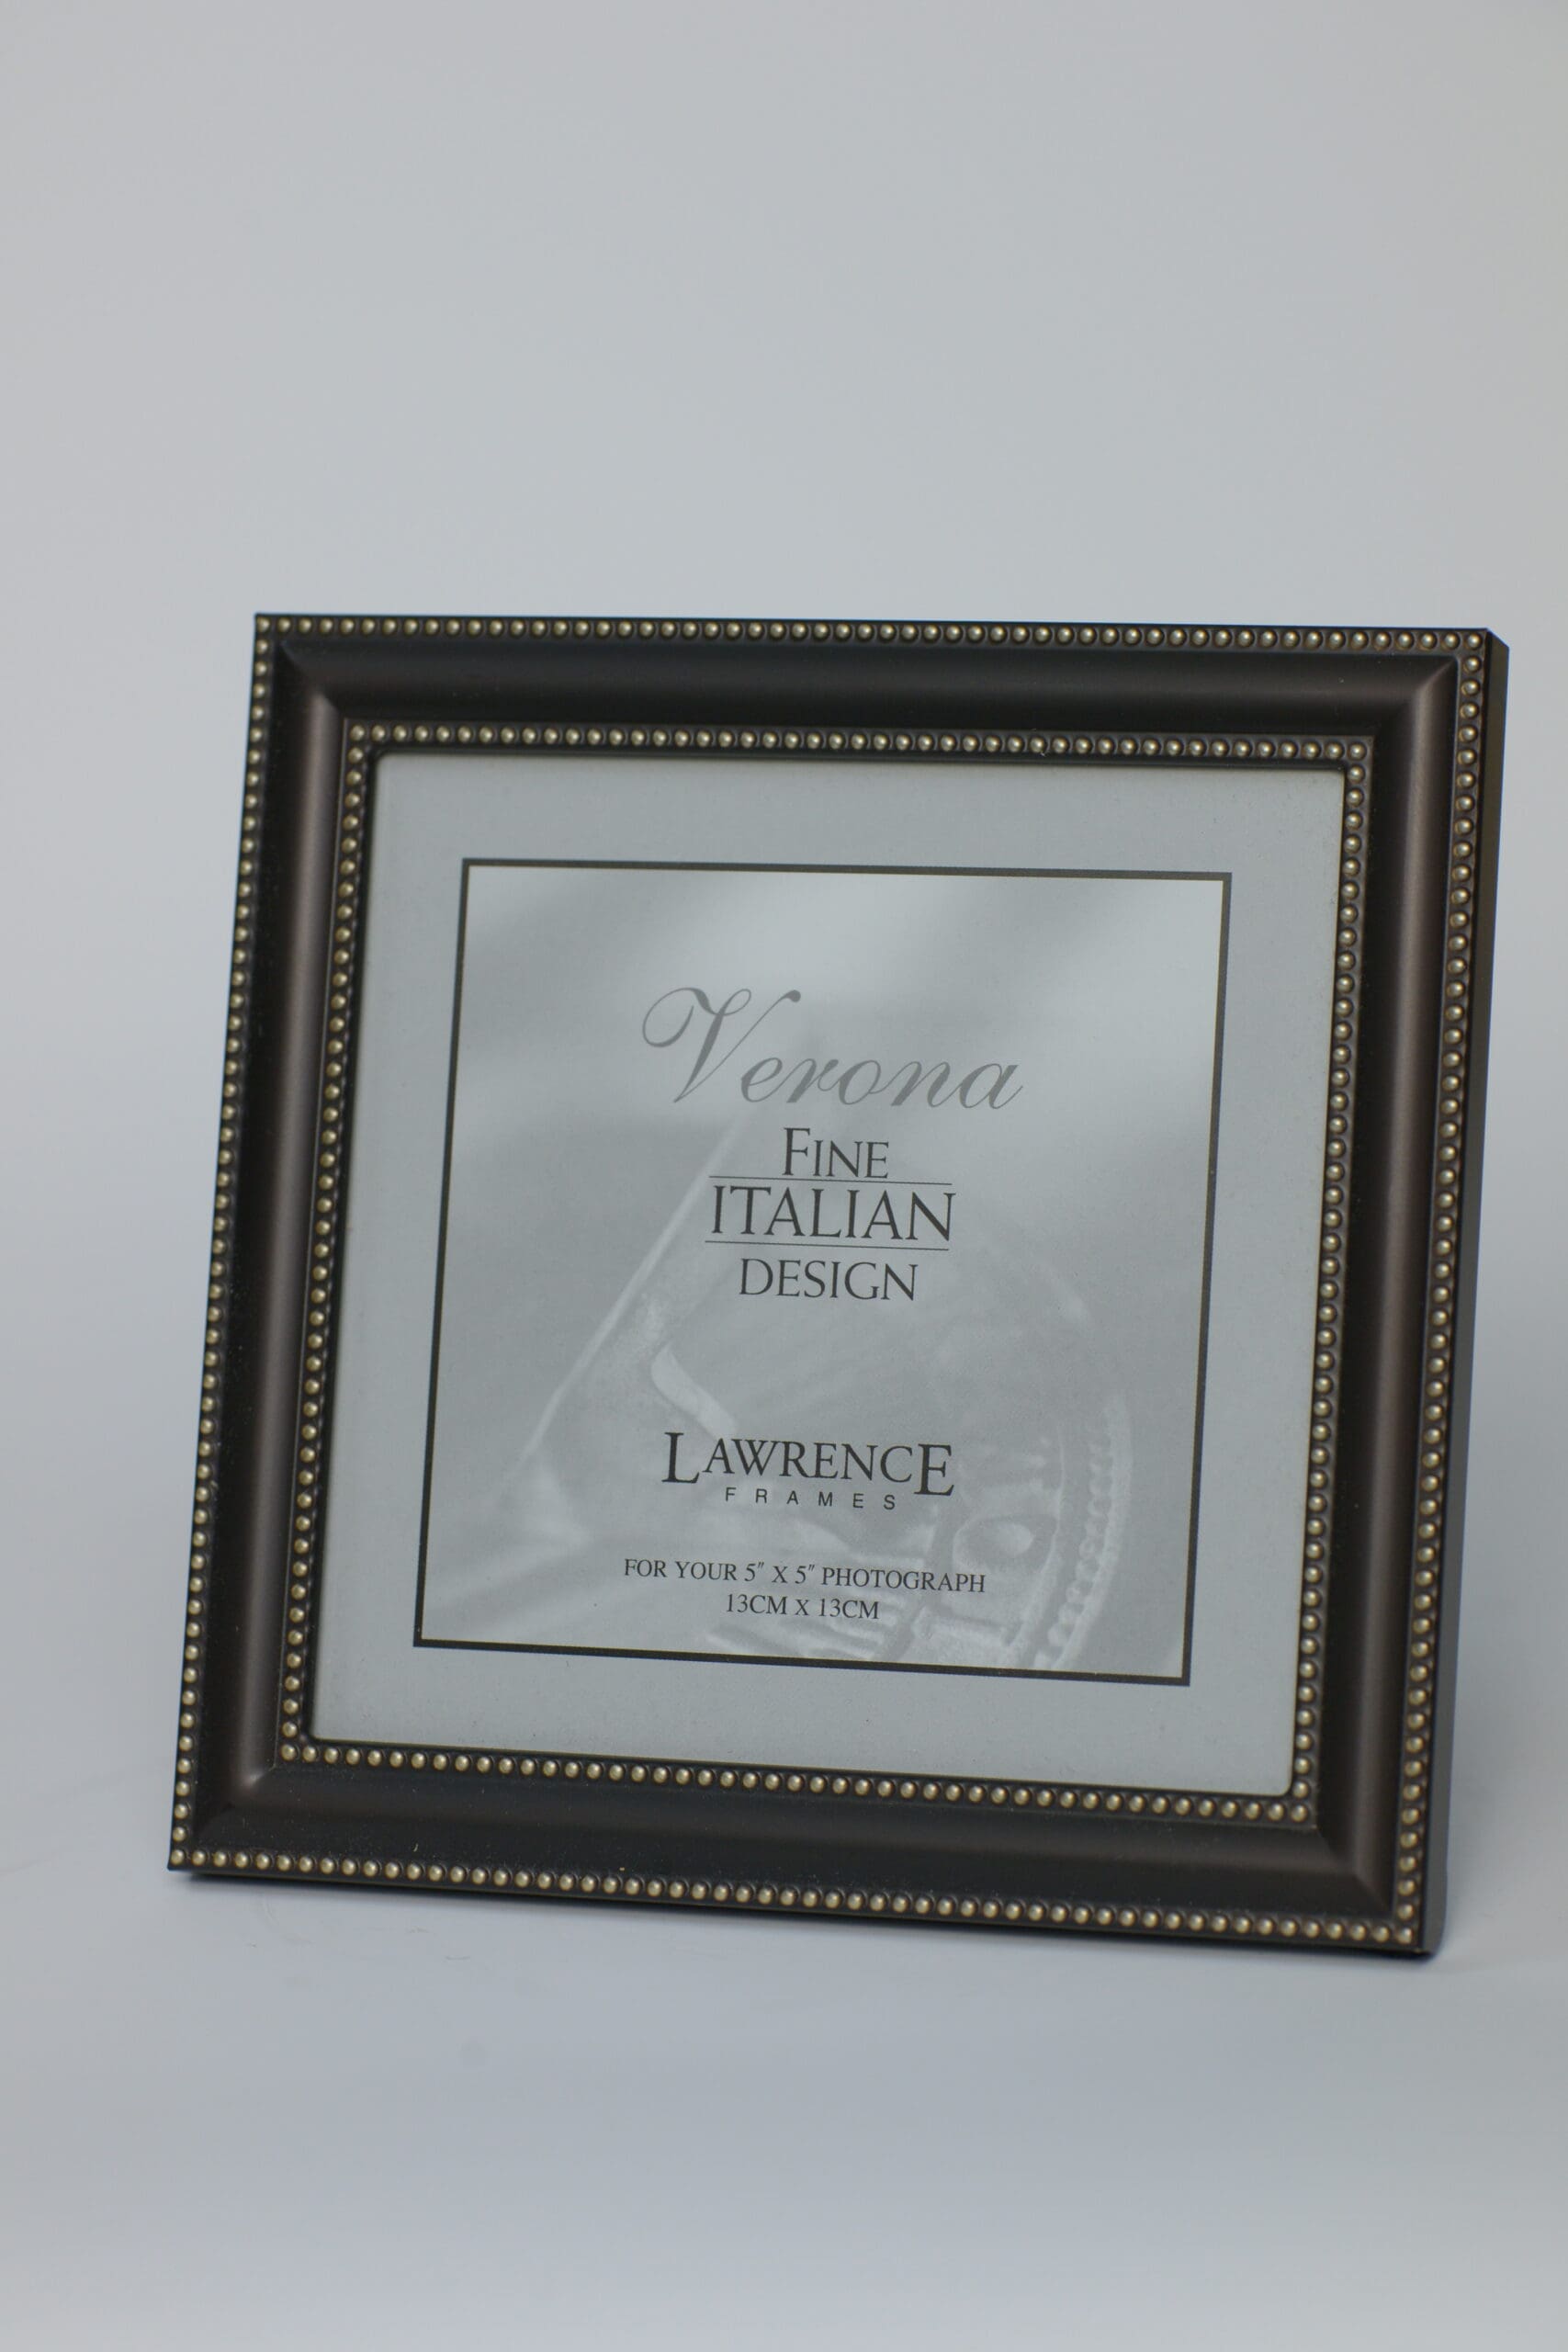 Verona
FINE
ITALIAN
DESIGN
LAWRENCE
FRAMES
FOR YOUR 5" X 5" PHOTOGRAPH
13CM X 13CM